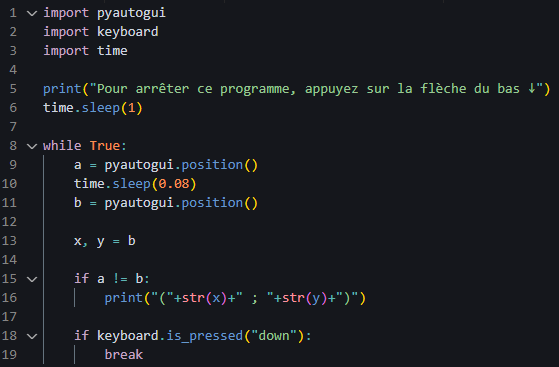 1 import pyautogui
2 import keyboard
3 import time
4
5 print("Pour arrêter ce programme, appuyez sur la flèche du bas ↓")
6 time.sleep(1)
7
8 while True:
9     a = pyautogui.position()
10     time.sleep(0.08)
11     b = pyautogui.position()
12
13     x, y = b
14
15     if a != b:
16         print("("+str(x)+" ; "+str(y)+")")
17
18     if keyboard.is_pressed("down"):
19         break